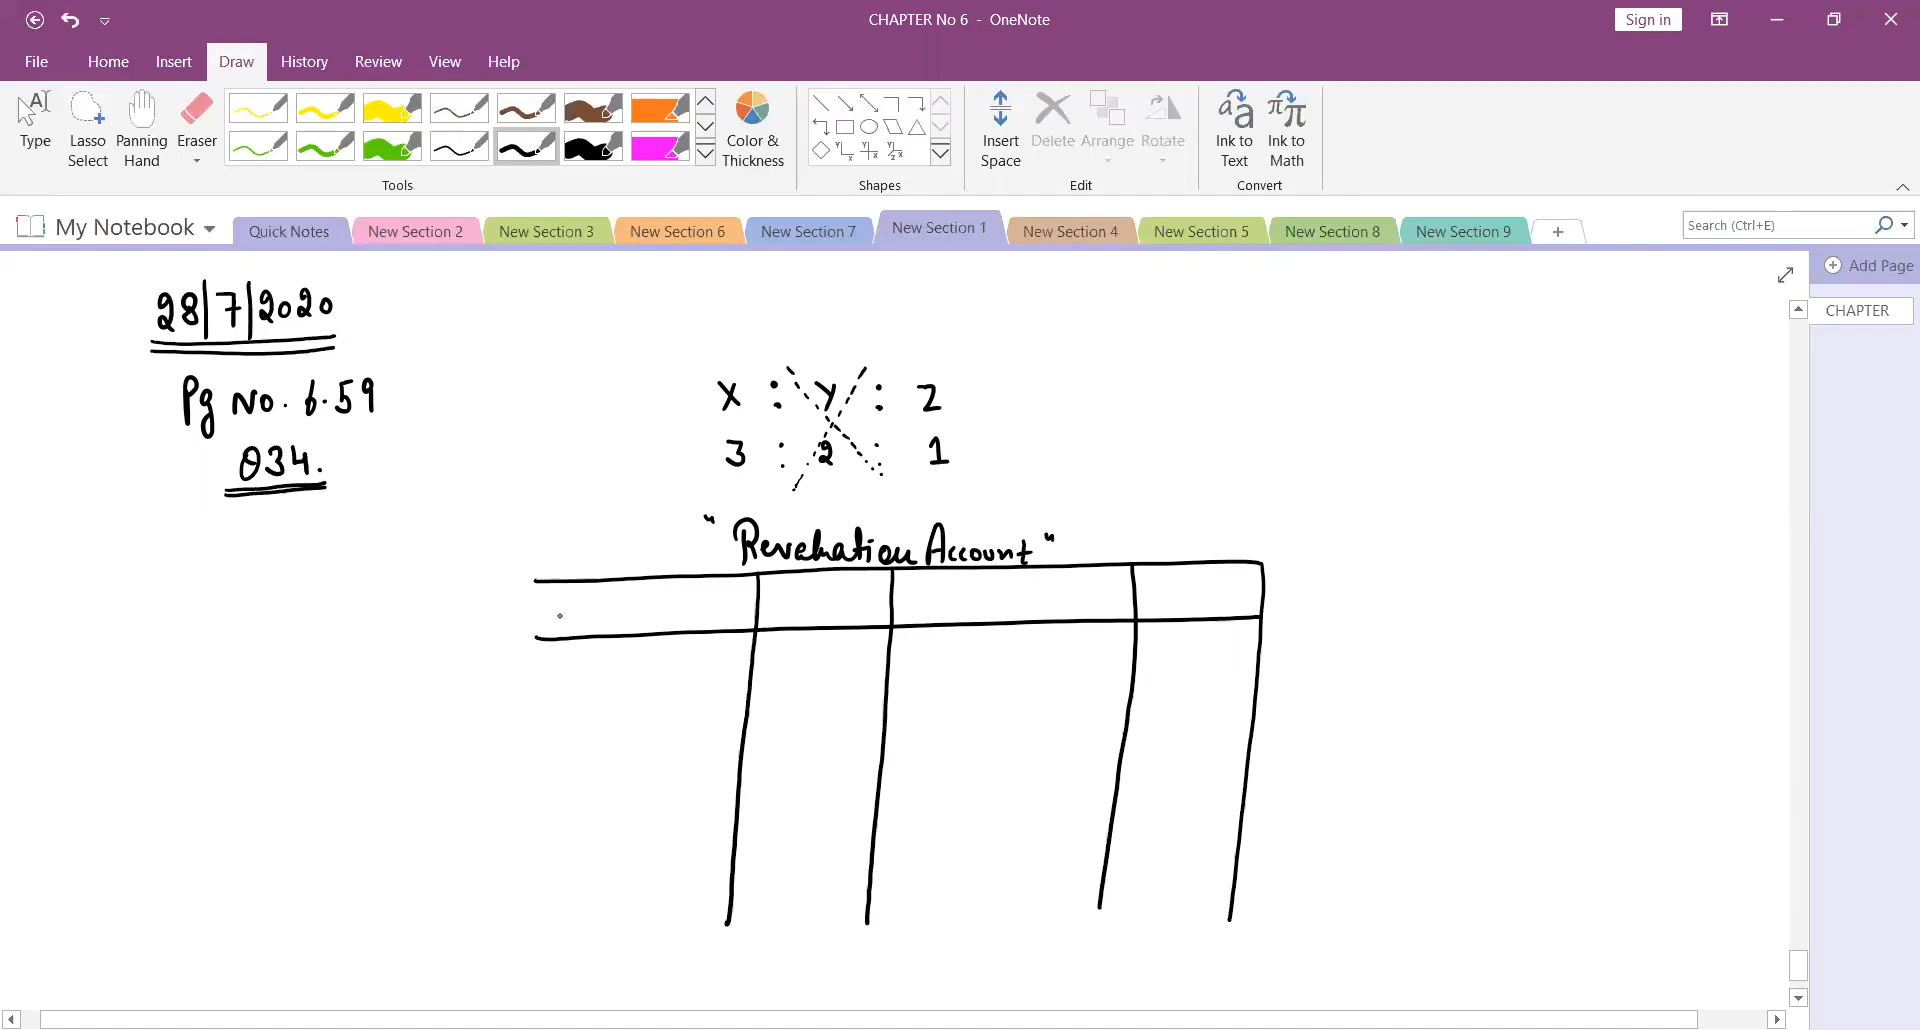 CHAPTER No 6 - OneNote
Sign in
File Home Insert Draw History Review View Help
Type
Lasso Select
Panning Hand
Eraser
Color & Thickness
Insert Space
Delete
Arrange
Rotate
Ink to Text
Ink to Math
Tools
Shapes
Edit
Convert
My Notebook
Quick Notes
New Section 2
New Section 3
New Section 6
New Section 7
New Section 1
New Section 4
New Section 5
New Section 8
New Section 9
Search (Ctrl+E)
Add Page
CHAPTER
28|7|2020
Pg No. 6.59
Q34.
X : Y : Z
3 : 2 : 1
"Revaluation Account"